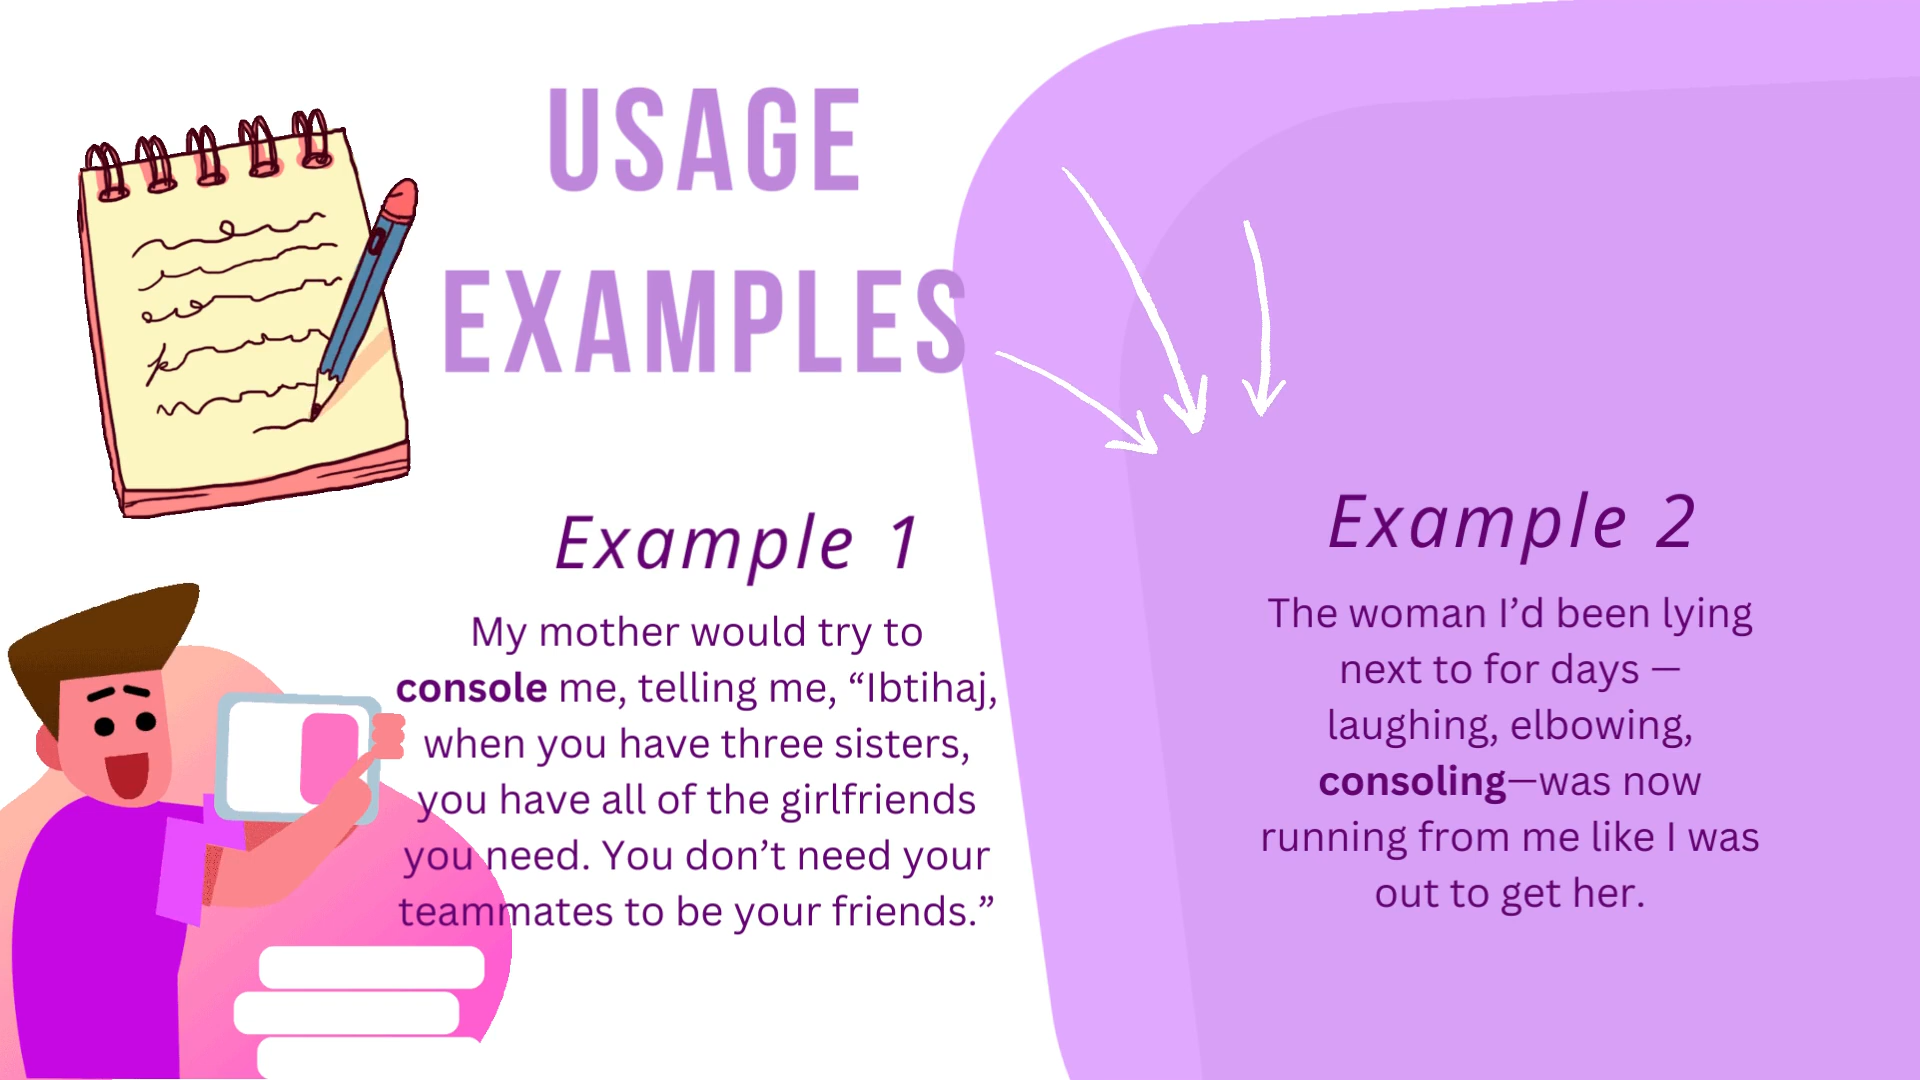 USAGE
EXAMPLES
Example 1
My mother would try to
console me, telling me, “Ibtihaj,
when you have three sisters,
you have all of the girlfriends
you need. You don’t need your
teammates to be your friends.”
Example 2
The woman I’d been lying
next to for days —
laughing, elbowing,
consoling—was now
running from me like I was
out to get her.